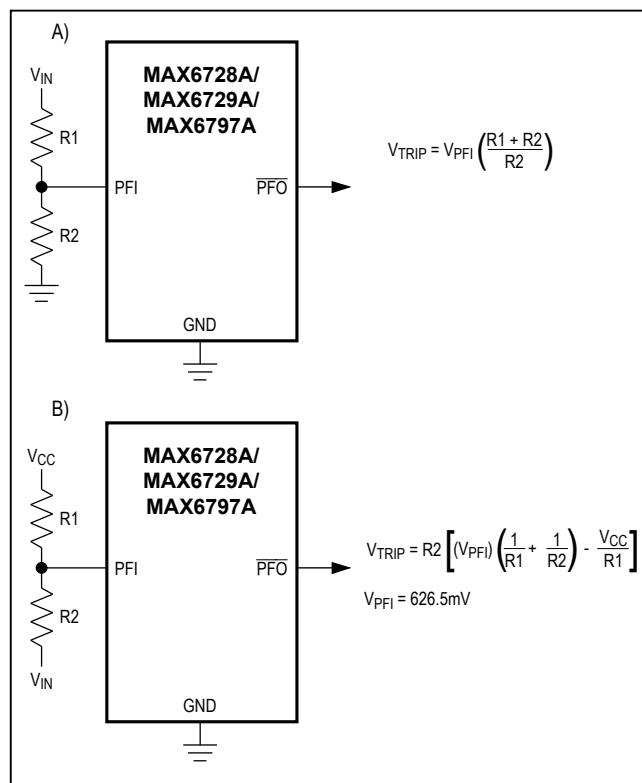 A)
MAX6728A/
MAX6729A/
MAX6797A
VIN
R1
R2
PFI
PFO
GND
VTRIP = VPFI (R1 + R2 / R2)
B)
MAX6728A/
MAX6729A/
MAX6797A
VCC
R1
R2
VIN
PFI
PFO
GND
VTRIP = R2 [(VPFI) (1/R1 + 1/R2) - VCC/R1]
VPFI = 626.5mV